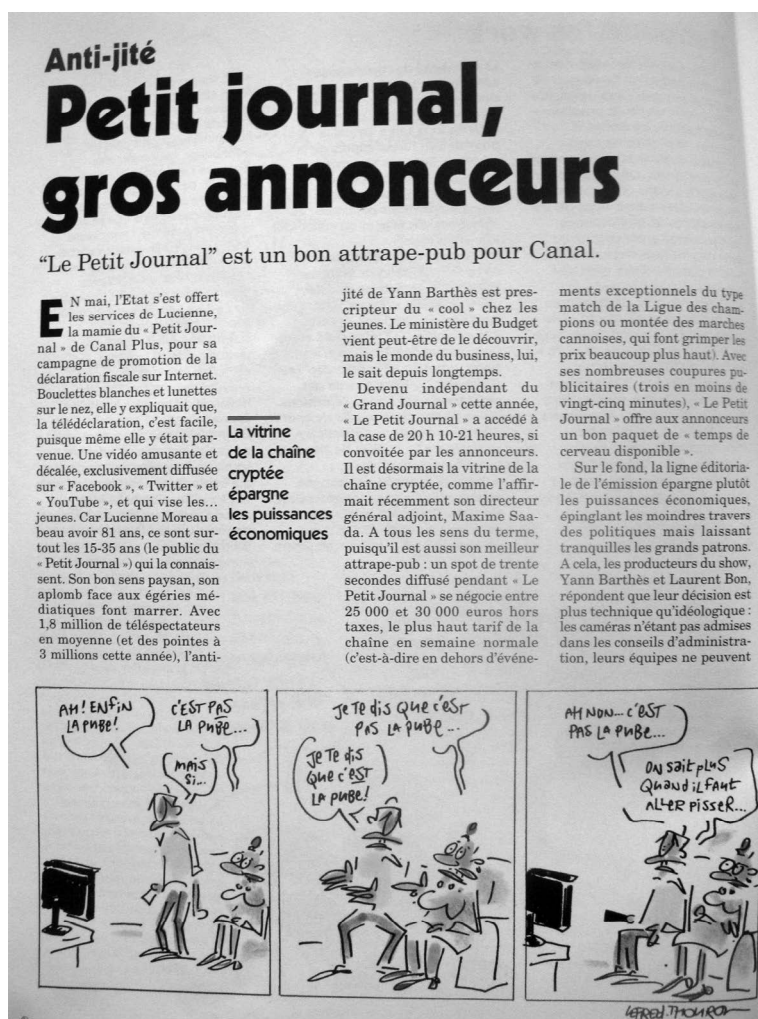 Anti-jité
Petit journal,
gros annonceurs
"Le Petit Journal" est un bon attrape-pub pour Canal.
EN mai, l'Etat s'est offert
les services de Lucienne,
la mamie du « Petit Jour-
nal » de Canal Plus, pour sa
campagne de promotion de la
déclaration fiscale sur Internet.
Bouclettes blanches et lunettes
sur le nez, elle y expliquait que,
la télédéclaration, c'est facile,
puisque même elle y était par-
venue. Une vidéo amusante et
décalée, exclusivement diffusée
sur « Facebook », « Twitter » et
« YouTube », et qui vise les...
jeunes. Car Lucienne Moreau a
beau avoir 81 ans, ce sont sur-
tout les 15-35 ans (le public du
« Petit Journal ») qui la connais-
sent. Son bon sens paysan, son
aplomb face aux égéries mé-
diatiques font marrer. Avec
1,8 million de téléspectateurs
en moyenne (et des pointes à
3 millions cette année), l'anti-
La vitrine
de la chaîne
cryptée
épargne
les puissances
économiques
jité de Yann Barthès est pres-
cripteur du « cool » chez les
jeunes. Le ministère du Budget
vient peut-être de le découvrir,
mais le monde du business, lui,
le sait depuis longtemps.
Devenu indépendant du
« Grand Journal » cette année,
« Le Petit Journal » a accédé à
la case de 20 h 10-21 heures, si
convoitée par les annonceurs.
Il est désormais la vitrine de la
chaîne cryptée, comme l'affir-
mait récemment son directeur
général adjoint, Maxime Saa-
da. A tous les sens du terme,
puisqu'il est aussi son meilleur
attrape-pub : un spot de trente
secondes diffusé pendant « Le
Petit Journal » se négocie entre
25 000 et 30 000 euros hors
taxes, le plus haut tarif de la
chaîne en semaine normale
(c'est-à-dire en dehors d'événe-
ments exceptionnels du type
match de la Ligue des cham-
pions ou montée des marches
cannoises, qui font grimper les
prix beaucoup plus haut). Avec
ses nombreuses coupures pu-
blicitaires (trois en moins de
vingt-cinq minutes), « Le Petit
Journal » offre aux annonceurs
un bon paquet de « temps de
cerveau disponible ».
Sur le fond, la ligne éditoria-
le de l'émission épargne plutôt
les puissances économiques,
épinglant les moindres travers
des politiques mais laissant
tranquilles les grands patrons.
A cela, les producteurs du show,
Yann Barthès et Laurent Bon,
répondent que leur décision est
plus technique qu'idéologique :
les caméras n'étant pas admises
dans les conseils d'administra-
tion, leurs équipes ne peuvent
AH! ENFIN
LA PUBE!
C'EST PAS
LA PUBE...
MAIS
SI...
JE TE DIS QUE C'EST
PAS LA PUBE...
JE TE DIS
QUE C'EST
LA PUBE!
AH NON... C'EST
PAS LA PUBE...
ON SAIT PLUS
QUAND IL FAUT
ALLER PISSER...
LEFRED.THOURON